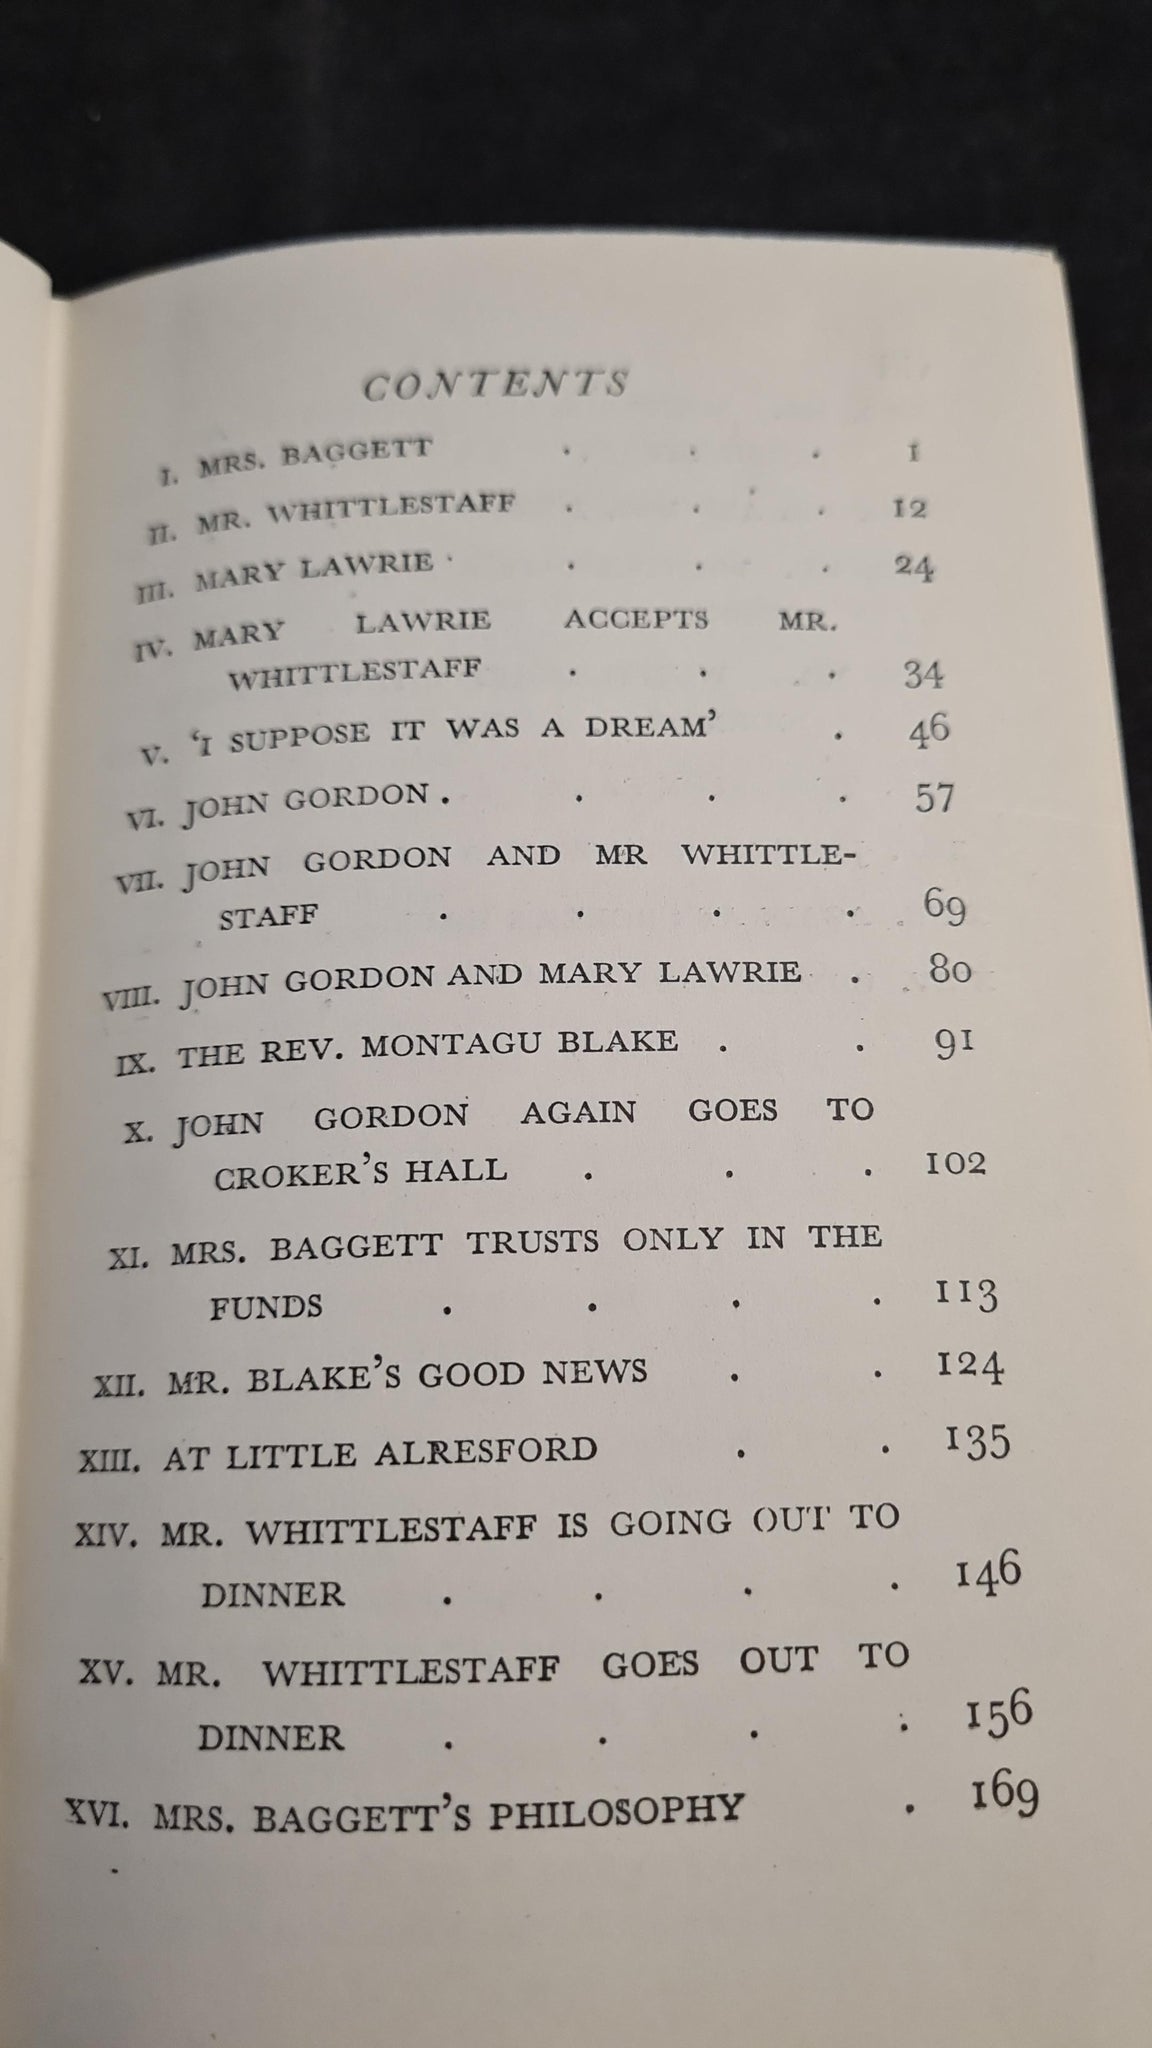 CONTENTS
I. MRS. BAGGETT . . . 1
II. MR. WHITTLESTAFF . . . 12
III. MARY LAWRIE . . . . 24
IV. MARY LAWRIE ACCEPTS MR.
WHITTLESTAFF . . . 34
V. 'I SUPPOSE IT WAS A DREAM' . 46
VI. JOHN GORDON . . . . 57
VII. JOHN GORDON AND MR WHITTLE-
STAFF . . . . 69
VIII. JOHN GORDON AND MARY LAWRIE . 80
IX. THE REV. MONTAGU BLAKE . . 91
X. JOHN GORDON AGAIN GOES TO
CROKER'S HALL . . . 102
XI. MRS. BAGGETT TRUSTS ONLY IN THE
FUNDS . . . . 113
XII. MR. BLAKE'S GOOD NEWS . . 124
XIII. AT LITTLE ALRESFORD . . 135
XIV. MR. WHITTLESTAFF IS GOING OUT TO
DINNER . . . . 146
XV. MR. WHITTLESTAFF GOES OUT TO
DINNER . . . . 156
XVI. MRS. BAGGETT'S PHILOSOPHY . 169